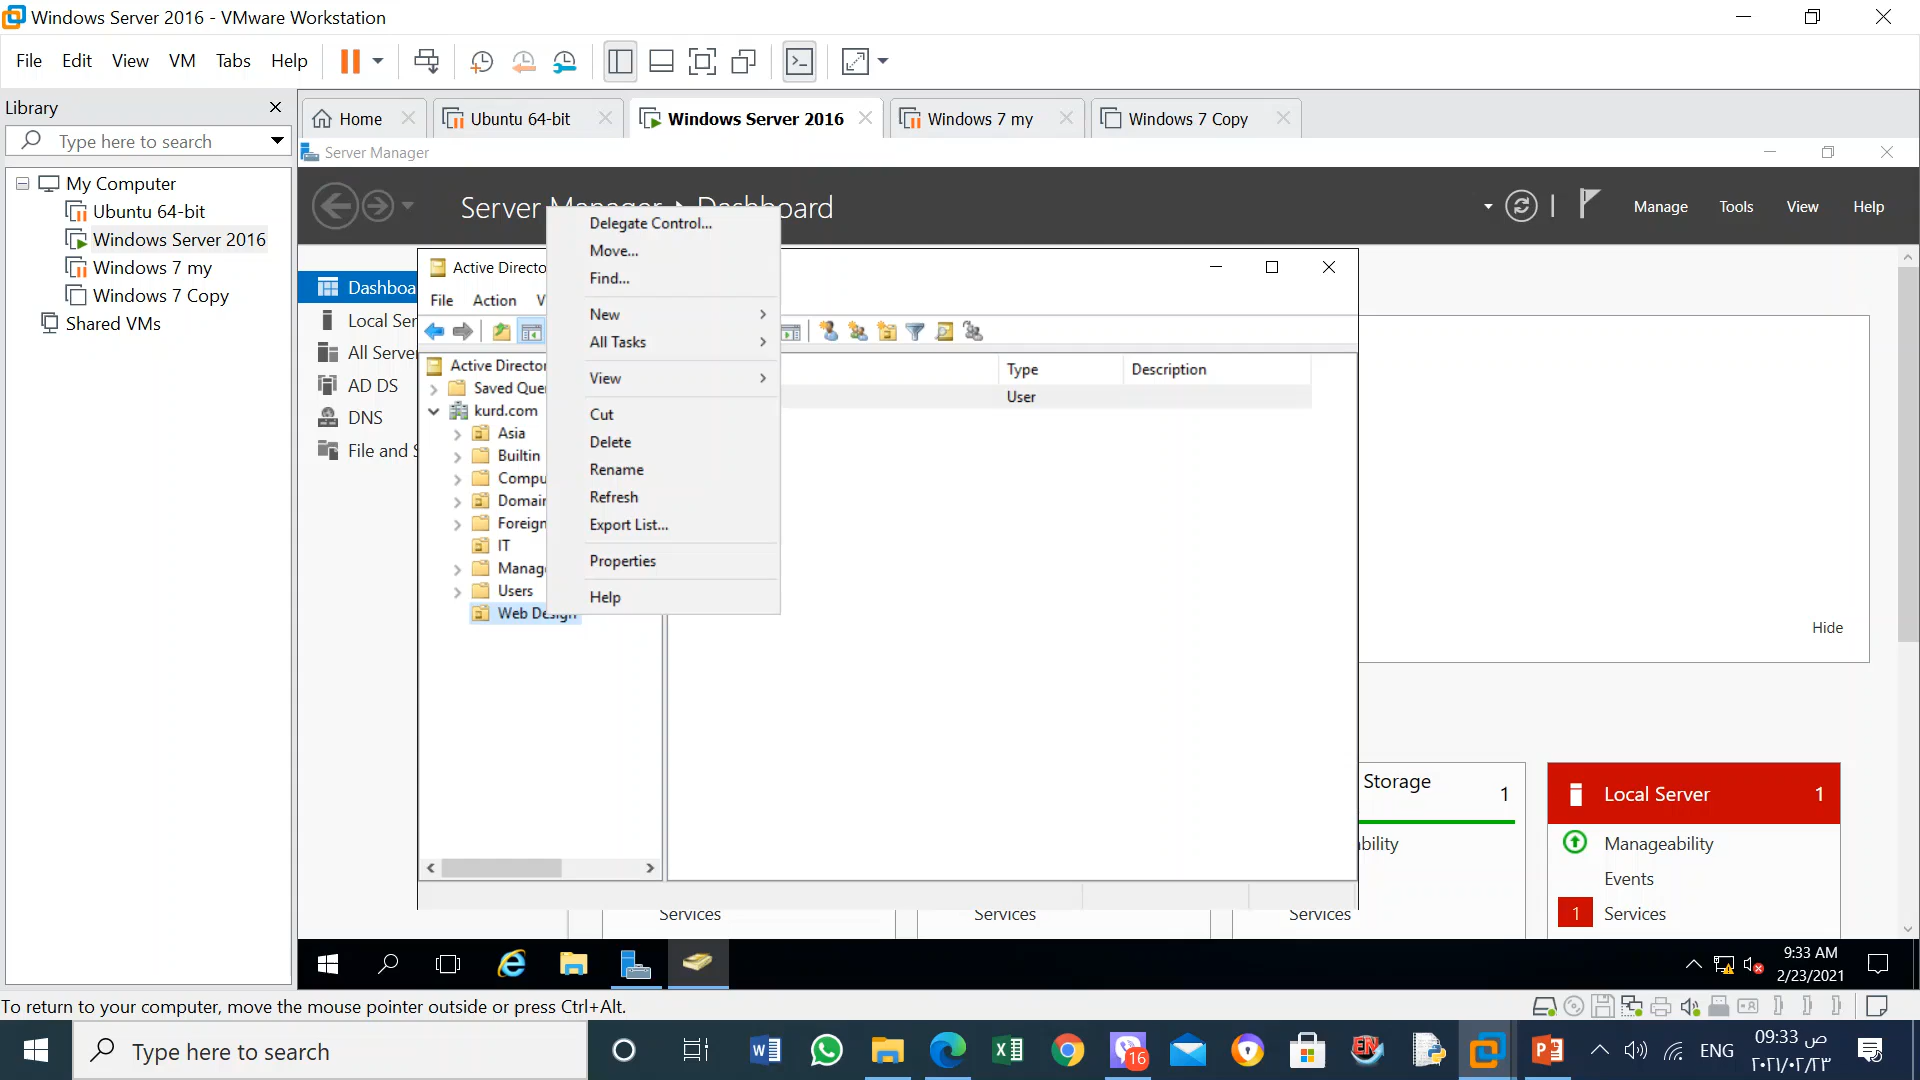 Windows Server 2016 - VMware Workstation
File Edit View VM Tabs Help
Library
Type here to search
My Computer
Ubuntu 64-bit
Windows Server 2016
Windows 7 my
Windows 7 Copy
Shared VMs
Home
Ubuntu 64-bit
Windows Server 2016
Windows 7 my
Windows 7 Copy
Server Manager
Server Manager Dashboard
Manage Tools View Help
Dashboa
Local Ser
All Server
AD DS
DNS
File and S
Active Directo
File Action V
Active Director
Saved Quer
kurd.com
Asia
Builtin
Compu
Domain
Foreign
IT
Manag
Users
Web Design
Delegate Control...
Move...
Find...
New
All Tasks
View
Cut
Delete
Rename
Refresh
Export List...
Properties
Help
Type Description
User
Hide
Storage
1
bility
Local Server 1
Manageability
Events
1 Services
Services
Services
Services
9:33 AM
2/23/2021
To return to your computer, move the mouse pointer outside or press Ctrl+Alt.
Type here to search
16
EN
ENG
09:33 ص
٢٠٢١/٠٢/٢٣